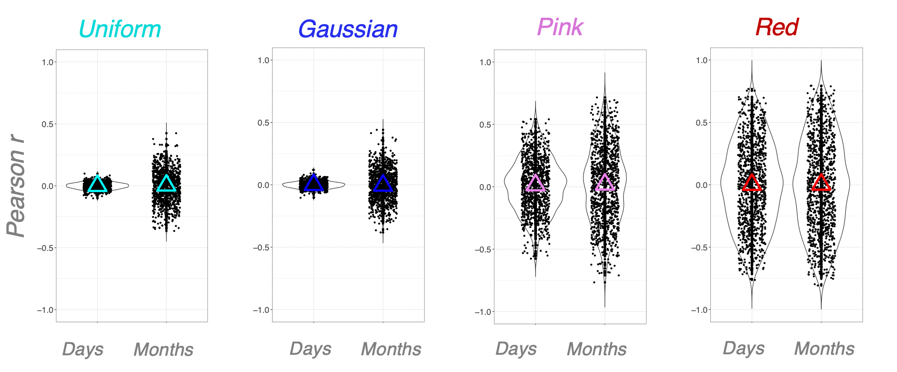 Uniform Gaussian Pink Red
Pearson r
1.0 1.0 1.0 1.0
0.5 0.5 0.5 0.5
0.0 0.0 0.0 0.0
−0.5 −0.5 −0.5 −0.5
−1.0 −1.0 −1.0 −1.0
Days Months Days Months Days Months Days Months